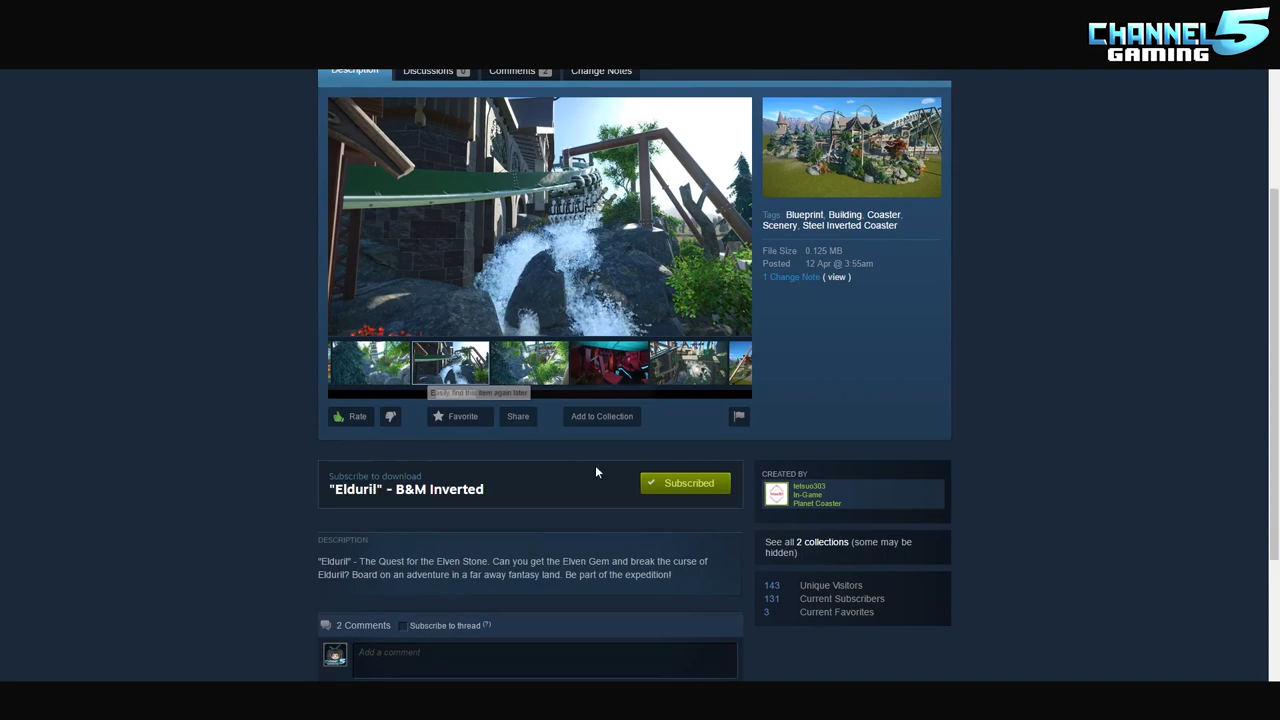 CHANNEL 5
GAMING
Description
Discussions 0
Comments 2
Change Notes
Tags: Blueprint, Building, Coaster,
Scenery, Steel Inverted Coaster
File Size 0.125 MB
Posted 12 Apr @ 3:55am
1 Change Note ( view )
Easily find this item again later
Rate
Favorite
Share
Add to Collection
Subscribe to download
"Elduril" - B&M Inverted
Subscribed
CREATED BY
tetsuo303
In-Game
Planet Coaster
See all 2 collections (some may be
hidden)
DESCRIPTION
"Elduril" - The Quest for the Elven Stone. Can you get the Elven Gem and break the curse of
Elduril? Board on an adventure in a far away fantasy land. Be part of the expedition!
143 Unique Visitors
131 Current Subscribers
3 Current Favorites
2 Comments
Subscribe to thread (?)
Add a comment